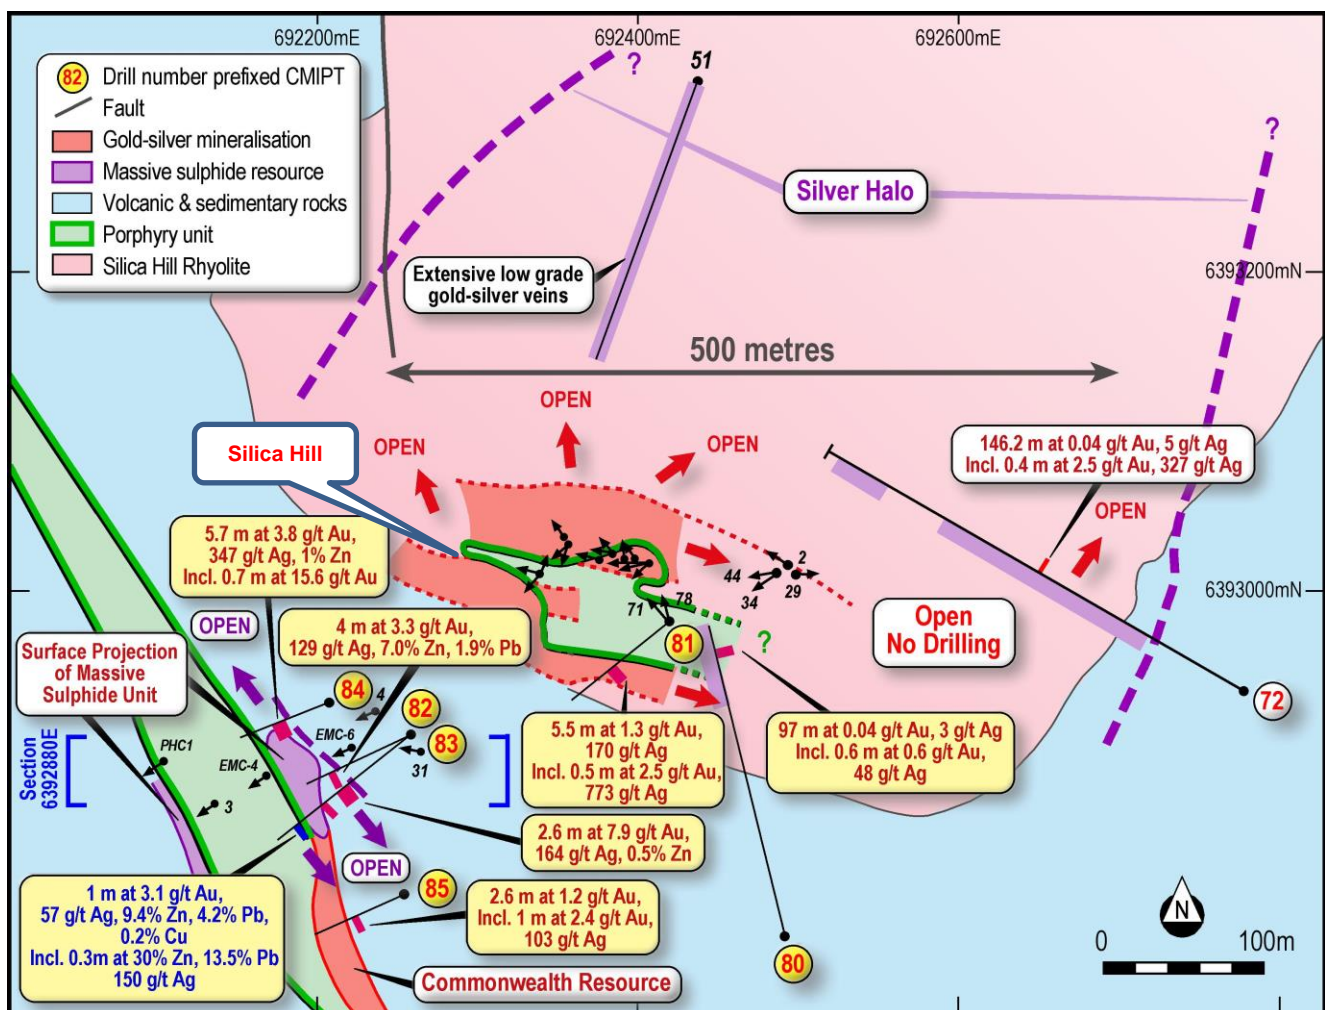 692200mE
692400mE
692600mE
82 Drill number prefixed CMIPT
Fault
Gold-silver mineralisation
Massive sulphide resource
Volcanic & sedimentary rocks
Porphyry unit
Silica Hill Rhyolite
?
51
?
Silver Halo
Extensive low grade
gold-silver veins
6393200mN
500 metres
OPEN
OPEN
OPEN
Silica Hill
146.2 m at 0.04 g/t Au, 5 g/t Ag
Incl. 0.4 m at 2.5 g/t Au, 327 g/t Ag
OPEN
5.7 m at 3.8 g/t Au,
347 g/t Ag, 1% Zn
Incl. 0.7 m at 15.6 g/t Au
2
44
29
34
6393000mN
71
78
81
?
Open
No Drilling
OPEN
4 m at 3.3 g/t Au,
129 g/t Ag, 7.0% Zn, 1.9% Pb
Surface Projection
of Massive
Sulphide Unit
84
4
82
83
72
PHC1
EMC-6
EMC-4
31
3
Section
6392880E
5.5 m at 1.3 g/t Au,
170 g/t Ag
Incl. 0.5 m at 2.5 g/t Au,
773 g/t Ag
97 m at 0.04 g/t Au, 3 g/t Ag
Incl. 0.6 m at 0.6 g/t Au,
48 g/t Ag
2.6 m at 7.9 g/t Au,
164 g/t Ag, 0.5% Zn
OPEN
85
1 m at 3.1 g/t Au,
57 g/t Ag, 9.4% Zn, 4.2% Pb,
0.2% Cu
Incl. 0.3m at 30% Zn, 13.5% Pb
150 g/t Ag
2.6 m at 1.2 g/t Au,
Incl. 1 m at 2.4 g/t Au,
103 g/t Ag
Commonwealth Resource
80
N
0 100m